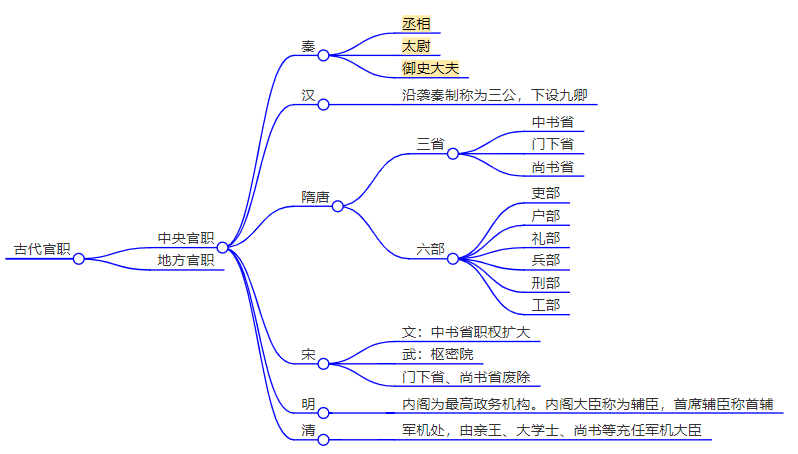 古代官职
中央官职
秦
丞相
太尉
御史大夫
汉
沿袭秦制称为三公，下设九卿
隋唐
三省
中书省
门下省
尚书省
六部
吏部
户部
礼部
兵部
刑部
工部
宋
文：中书省职权扩大
武：枢密院
门下省、尚书省废除
明
内阁为最高政务机构。内阁大臣称为辅臣，首席辅臣称首辅
清
军机处，由亲王、大学士、尚书等充任军机大臣
地方官职